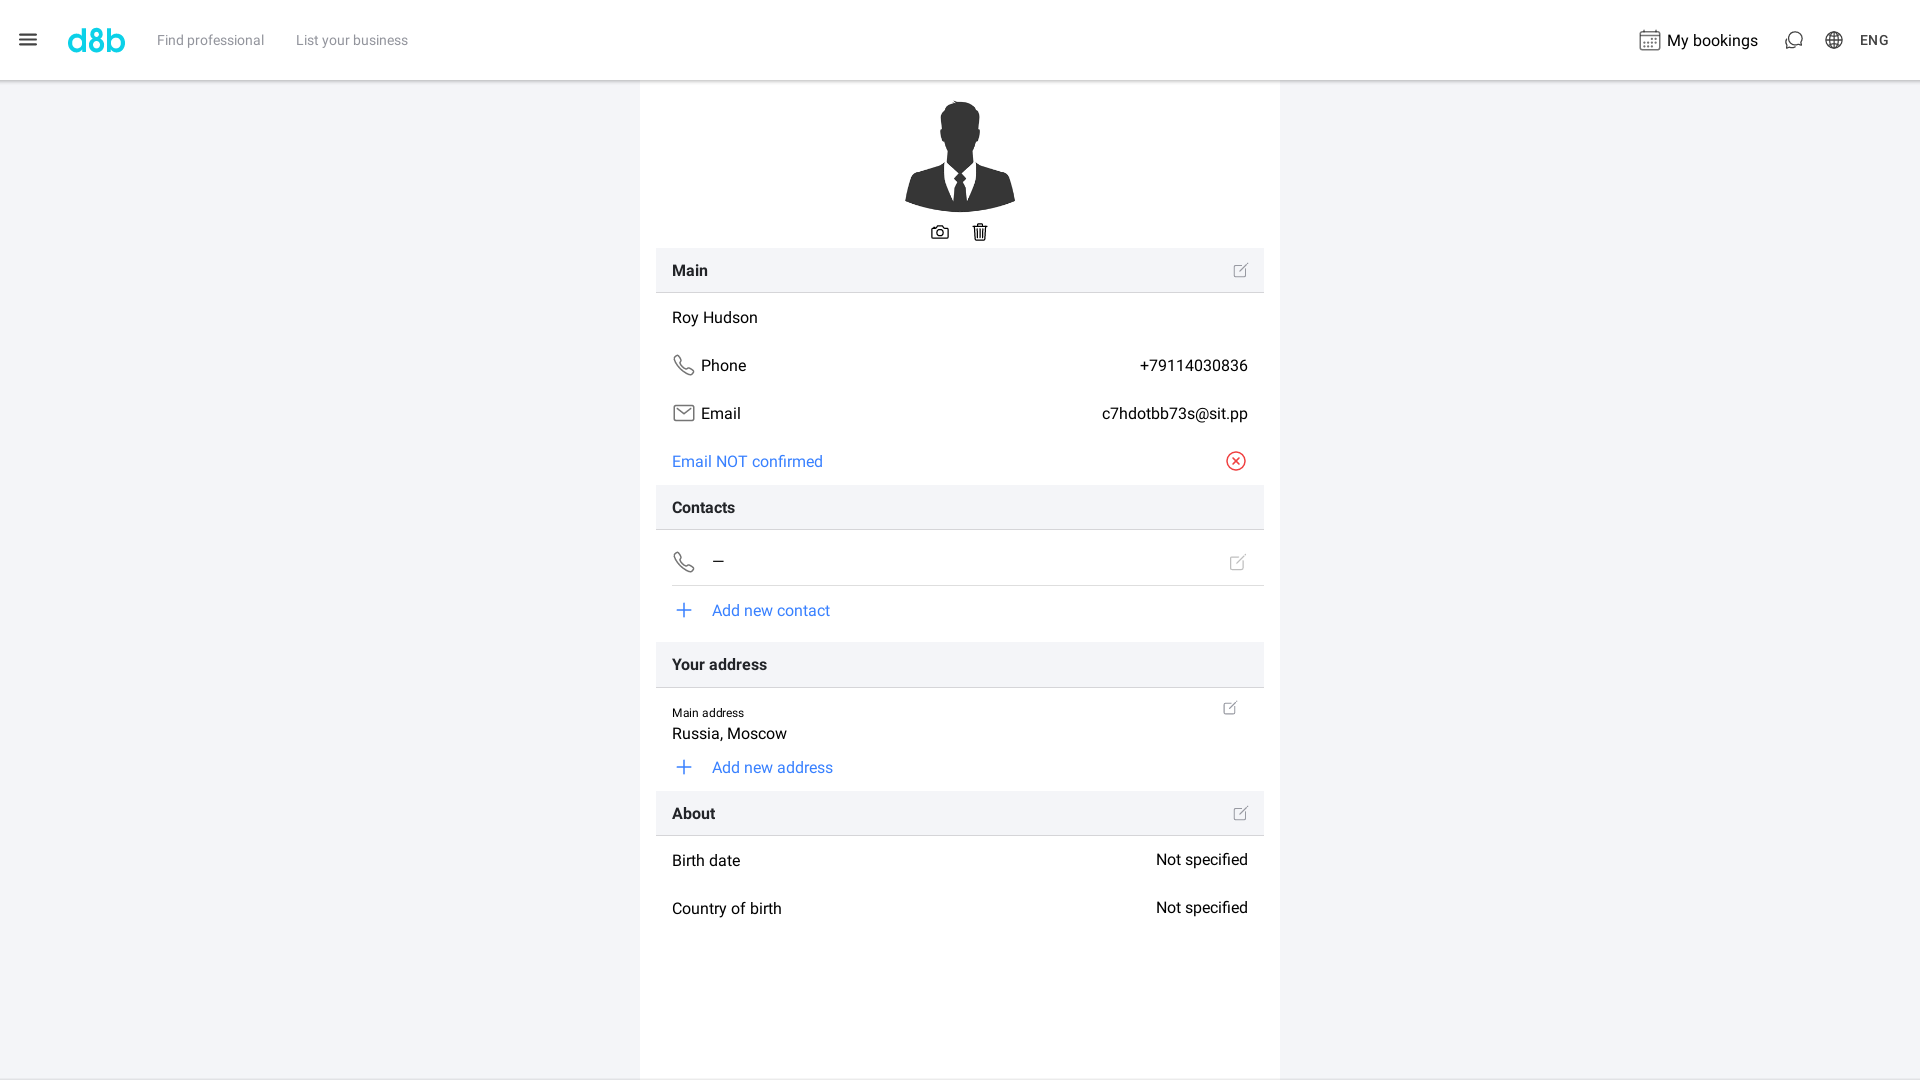 d8b
Find professional
List your business
My bookings
ENG
Main
Roy Hudson
Phone
+79114030836
Email
c7hdotbb73s@sit.pp
Email NOT confirmed
Contacts
—
Add new contact
Your address
Main address
Russia, Moscow
Add new address
About
Birth date
Not specified
Country of birth
Not specified